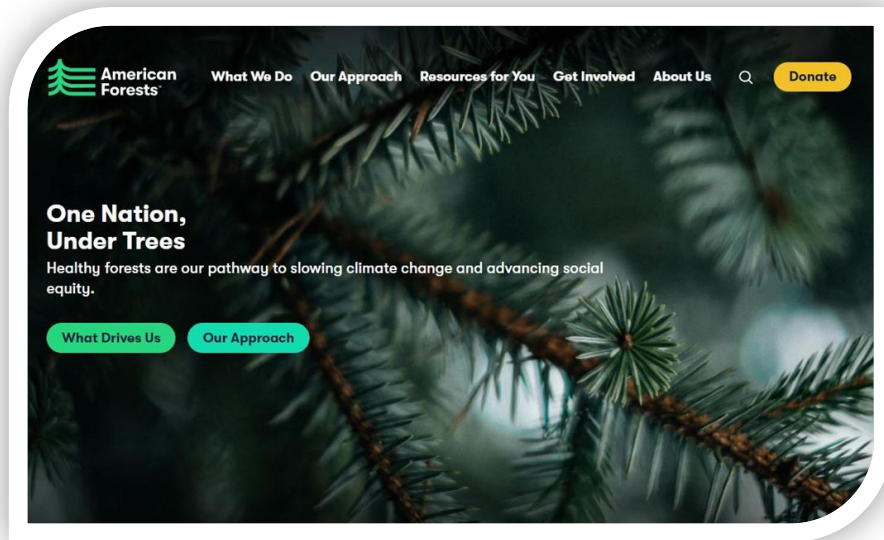 American
Forests
What We Do Our Approach Resources for You Get Involved About Us Donate
One Nation,
Under Trees
Healthy forests are our pathway to slowing climate change and advancing social
equity.
What Drives Us Our Approach